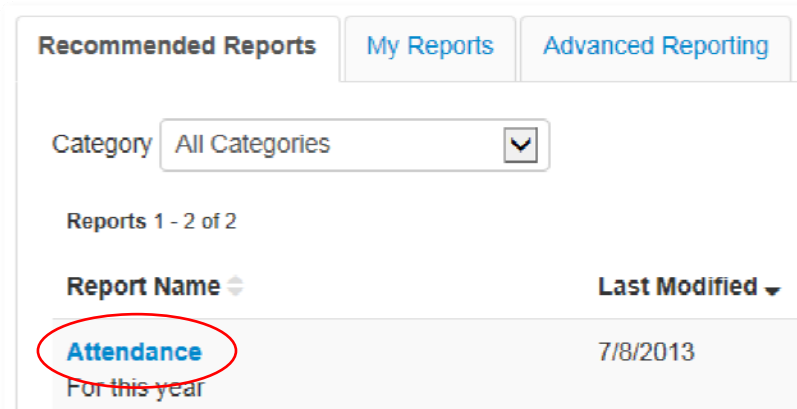 Recommended Reports My Reports Advanced Reporting
Category All Categories
Reports 1 - 2 of 2
Report Name Last Modified
Attendance 7/8/2013
For this year